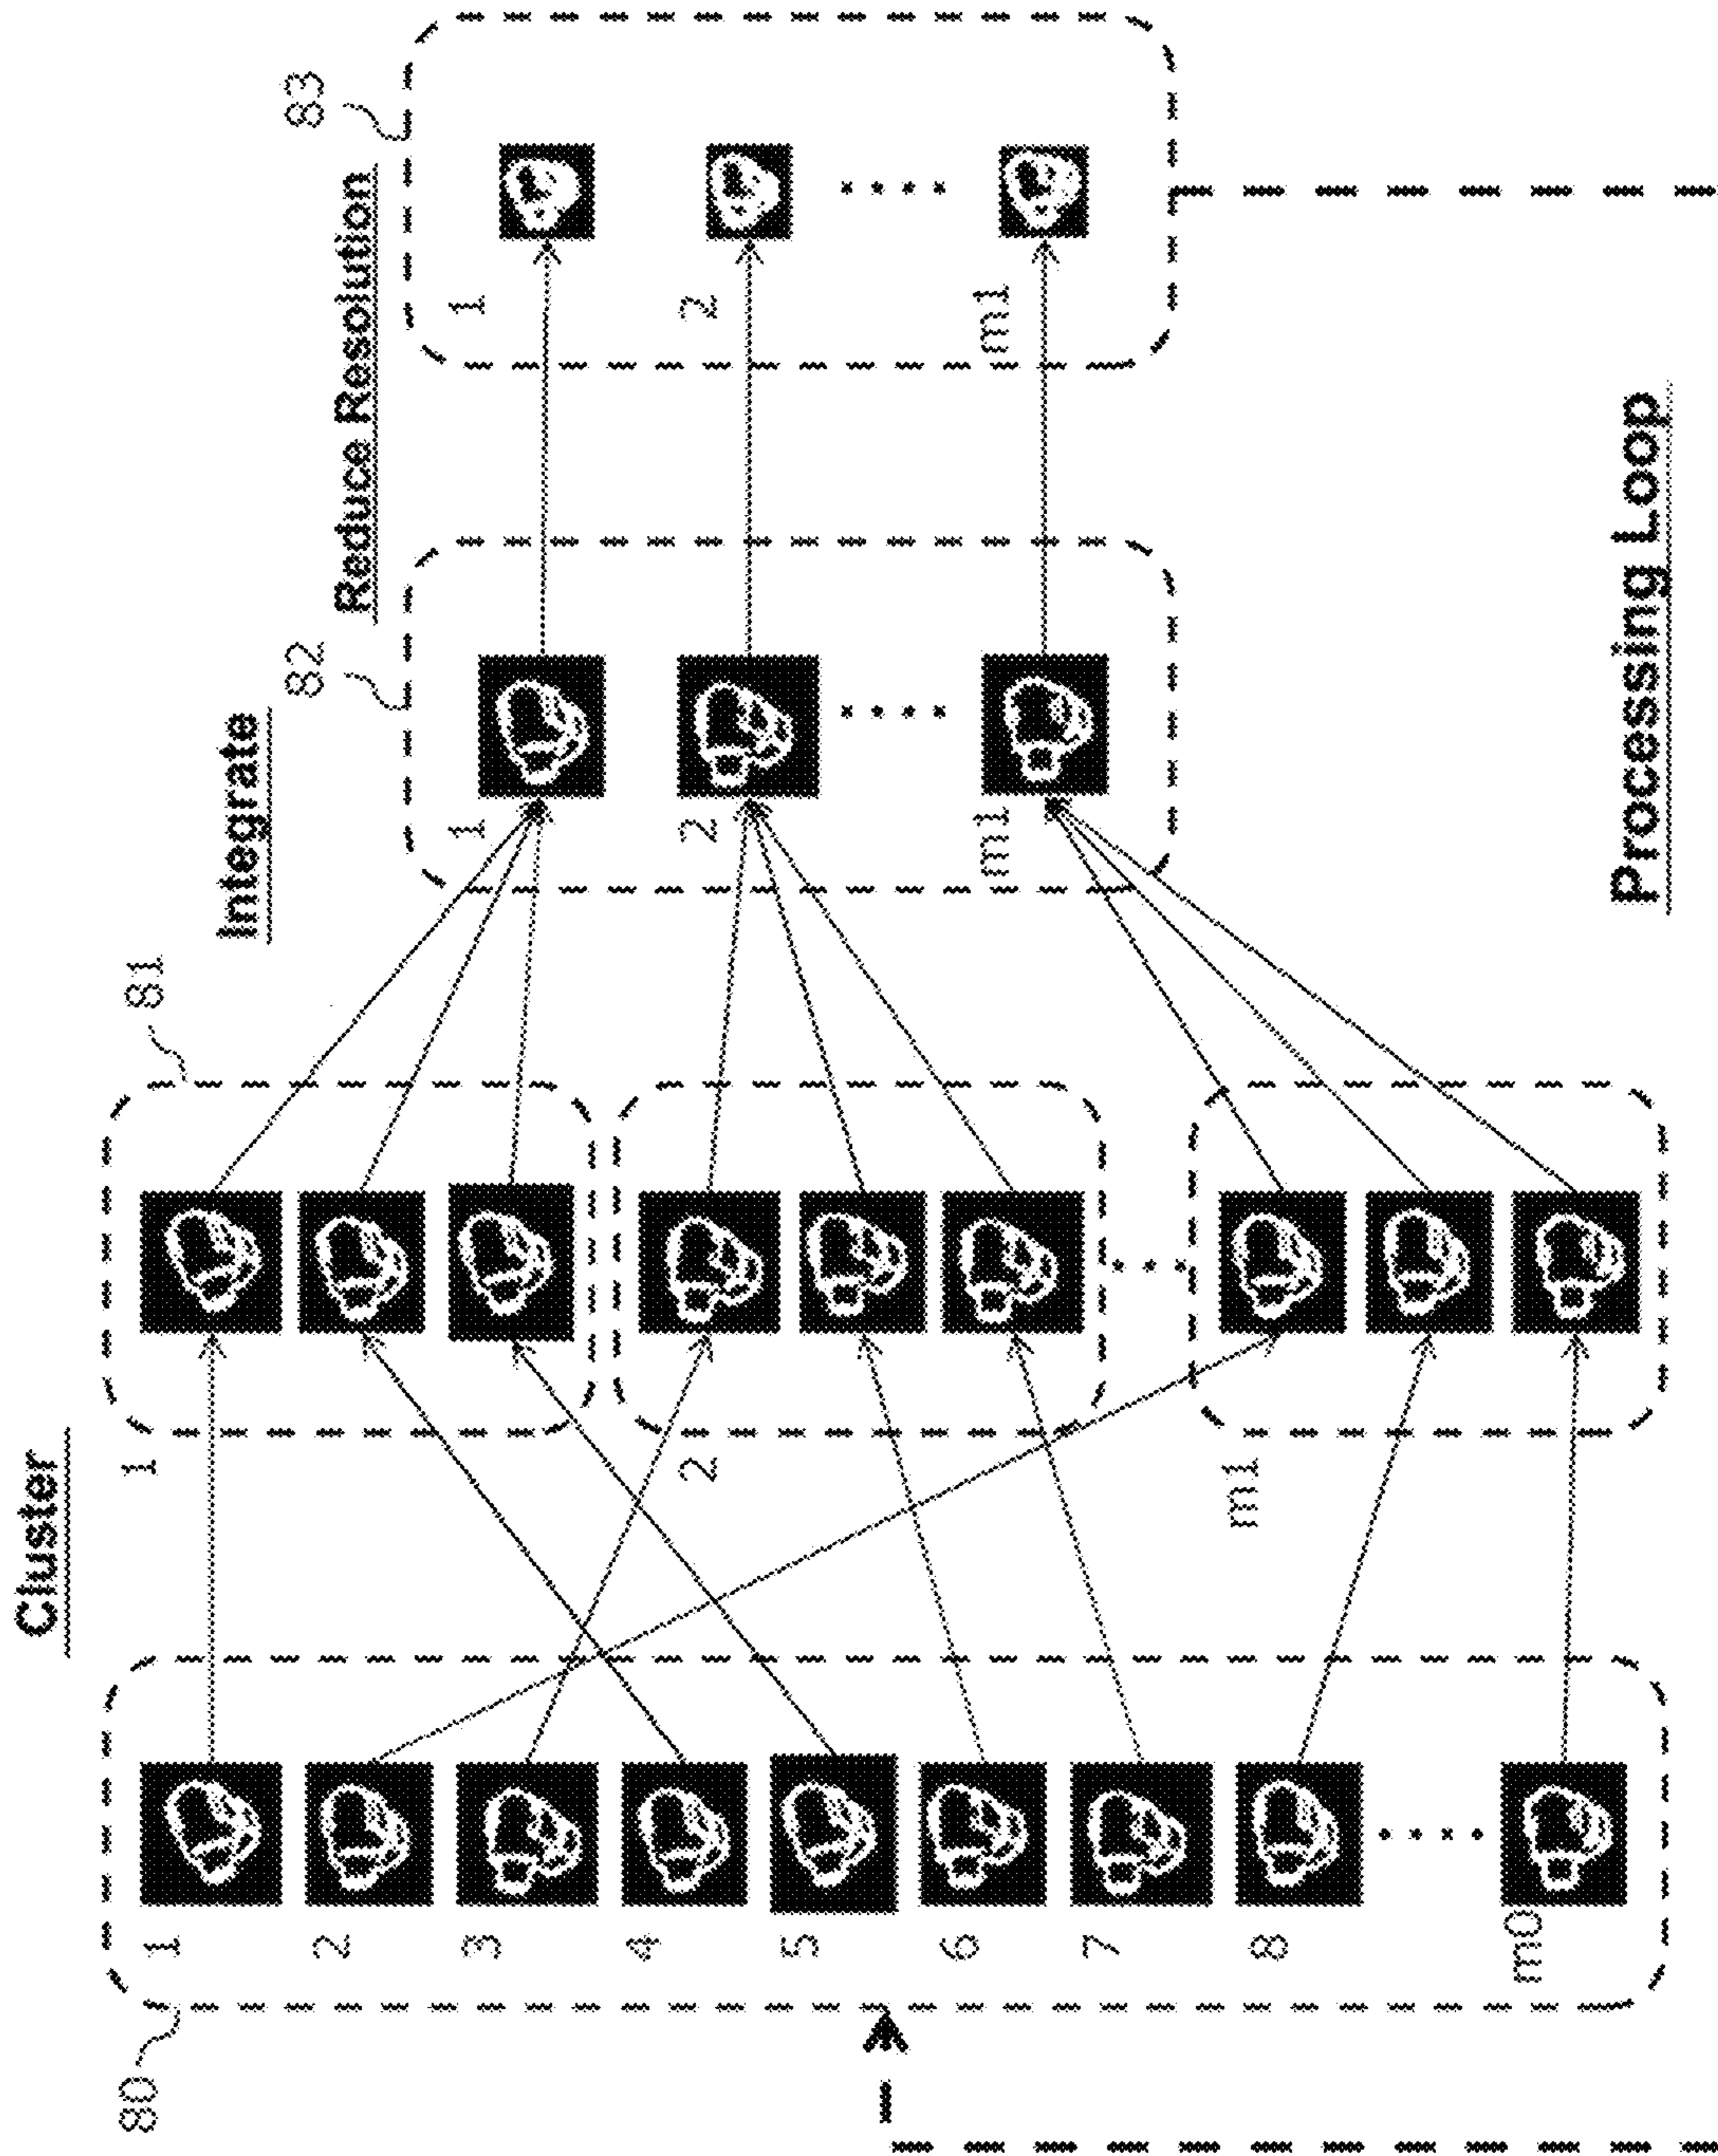 Cluster
Integrate
Reduce Resolution
80
81
82
83
1
2
3
4
5
6
7
8
m0
1
2
m1
1
2
m1
1
2
m1
Processing Loop